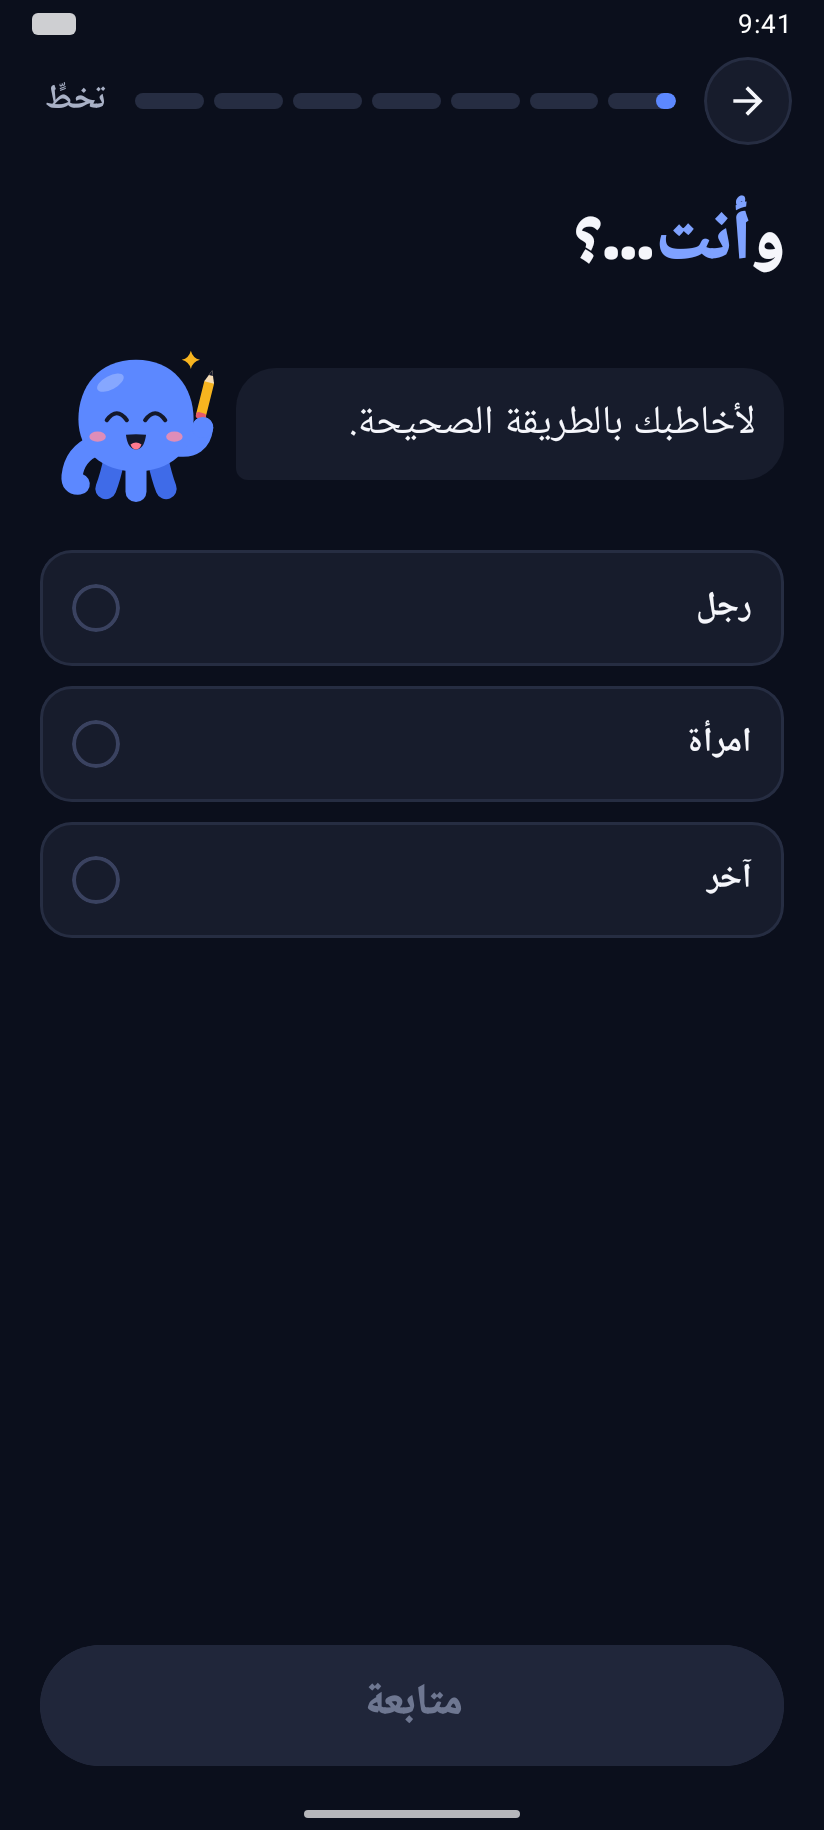 9:41
تخطٍّ
وأنت...؟
لأخاطبك بالطريقة الصحيحة.
رجل
امرأة
آخر
متابعة